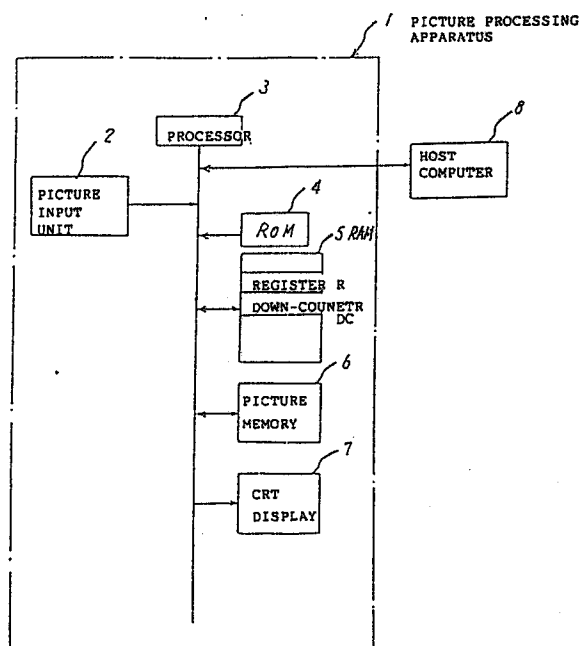 1 PICTURE PROCESSING
APPARATUS
3
PROCESSOR
8
HOST
COMPUTER
2
PICTURE
INPUT
UNIT
4
ROM
5 RAM
REGISTER R
DOWN-COUNETR
DC
6
PICTURE
MEMORY
7
CRT
DISPLAY